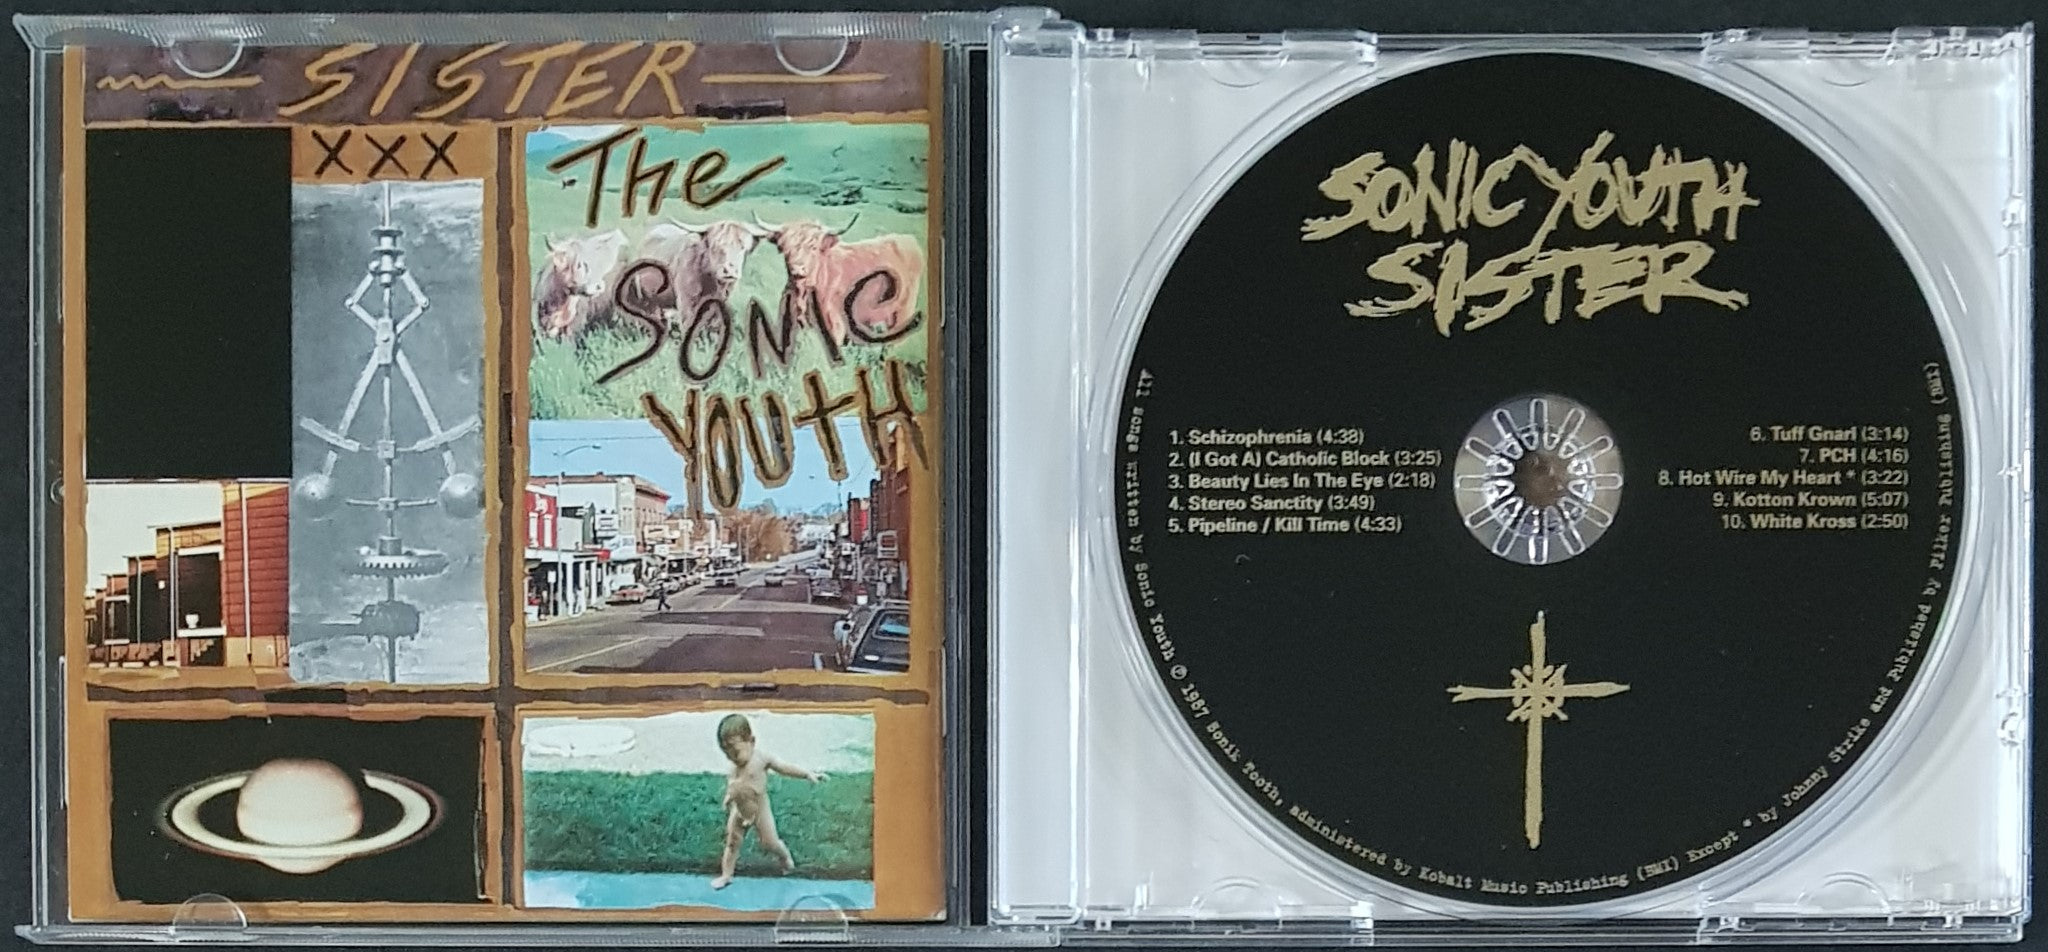 SISTER
XXX
The
SONIC
YOUTH
SONIC YOUTH
SISTER
1. Schizophrenia (4:38)
2. (I Got A) Catholic Block (3:25)
3. Beauty Lies In The Eye (2:18)
4. Stereo Sanctity (3:49)
5. Pipeline / Kill Time (4:33)
6. Tuff Gnarl (3:14)
7. PCH (4:16)
8. Hot Wire My Heart * (3:22)
9. Kotton Krown (5:07)
10. White Kross (2:50)
All songs written by Sonic Youth ℗ 1987 Sonik Tooth, administered by Kobalt Music Publishing (BMI) Except * by Johnny Strike and Published by Pilkor Publishing (BMI)